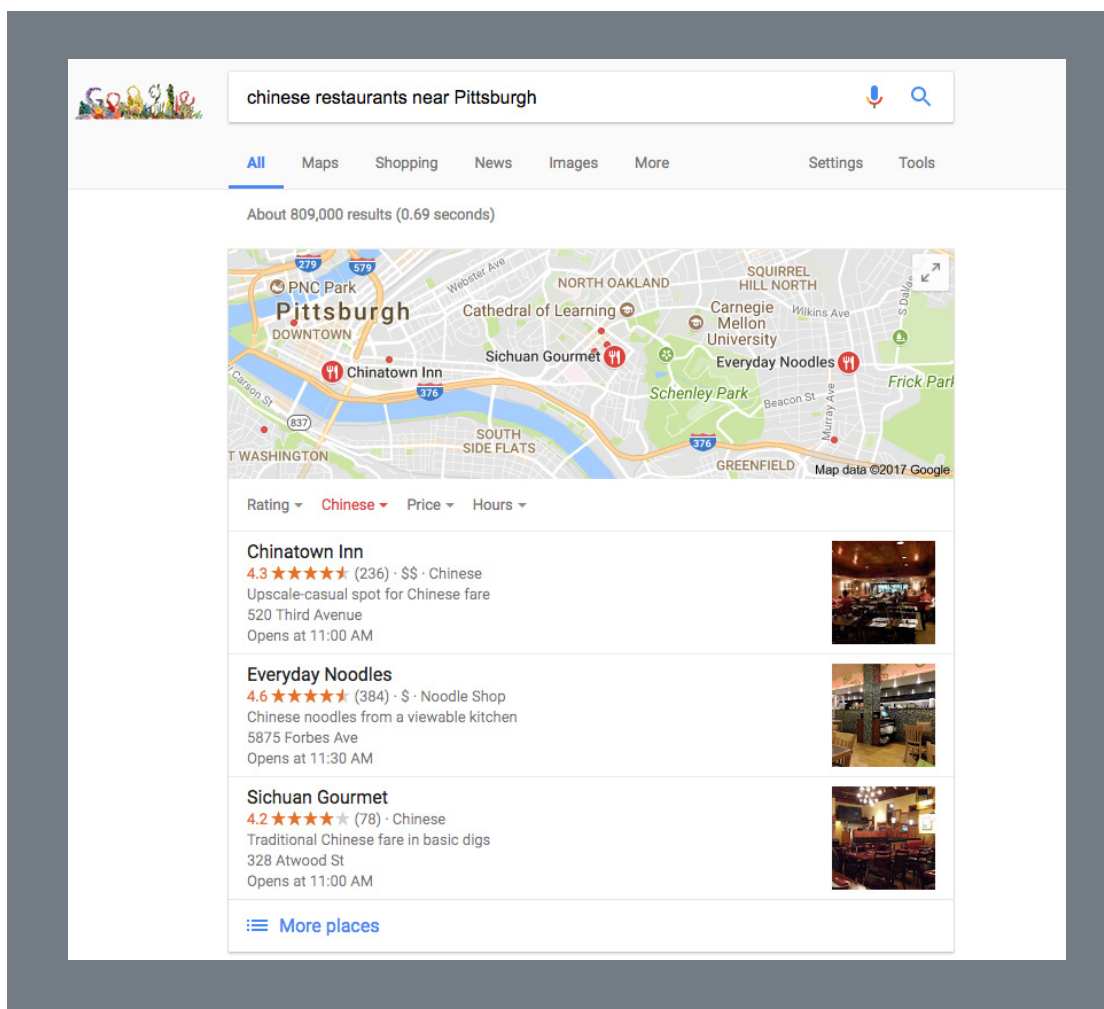 Google
chinese restaurants near Pittsburgh
All Maps Shopping News Images More Settings Tools
About 809,000 results (0.69 seconds)
279
579
Webster Ave
PNC Park
Pittsburgh
DOWNTOWN
NORTH OAKLAND
Cathedral of Learning
SQUIRREL
HILL NORTH
Carnegie
Mellon
University
Wilkins Ave
S Dallas
Chinatown Inn
Sichuan Gourmet
Everyday Noodles
Carson St
376
Schenley Park
Beacon St
Murray Ave
Frick Park
837
T WASHINGTON
SOUTH
SIDE FLATS
376
GREENFIELD
Map data ©2017 Google
Rating Chinese Price Hours
Chinatown Inn
4.3 (236) · $$ · Chinese
Upscale-casual spot for Chinese fare
520 Third Avenue
Opens at 11:00 AM
Everyday Noodles
4.6 (384) · $ · Noodle Shop
Chinese noodles from a viewable kitchen
5875 Forbes Ave
Opens at 11:30 AM
Sichuan Gourmet
4.2 (78) · Chinese
Traditional Chinese fare in basic digs
328 Atwood St
Opens at 11:00 AM
More places